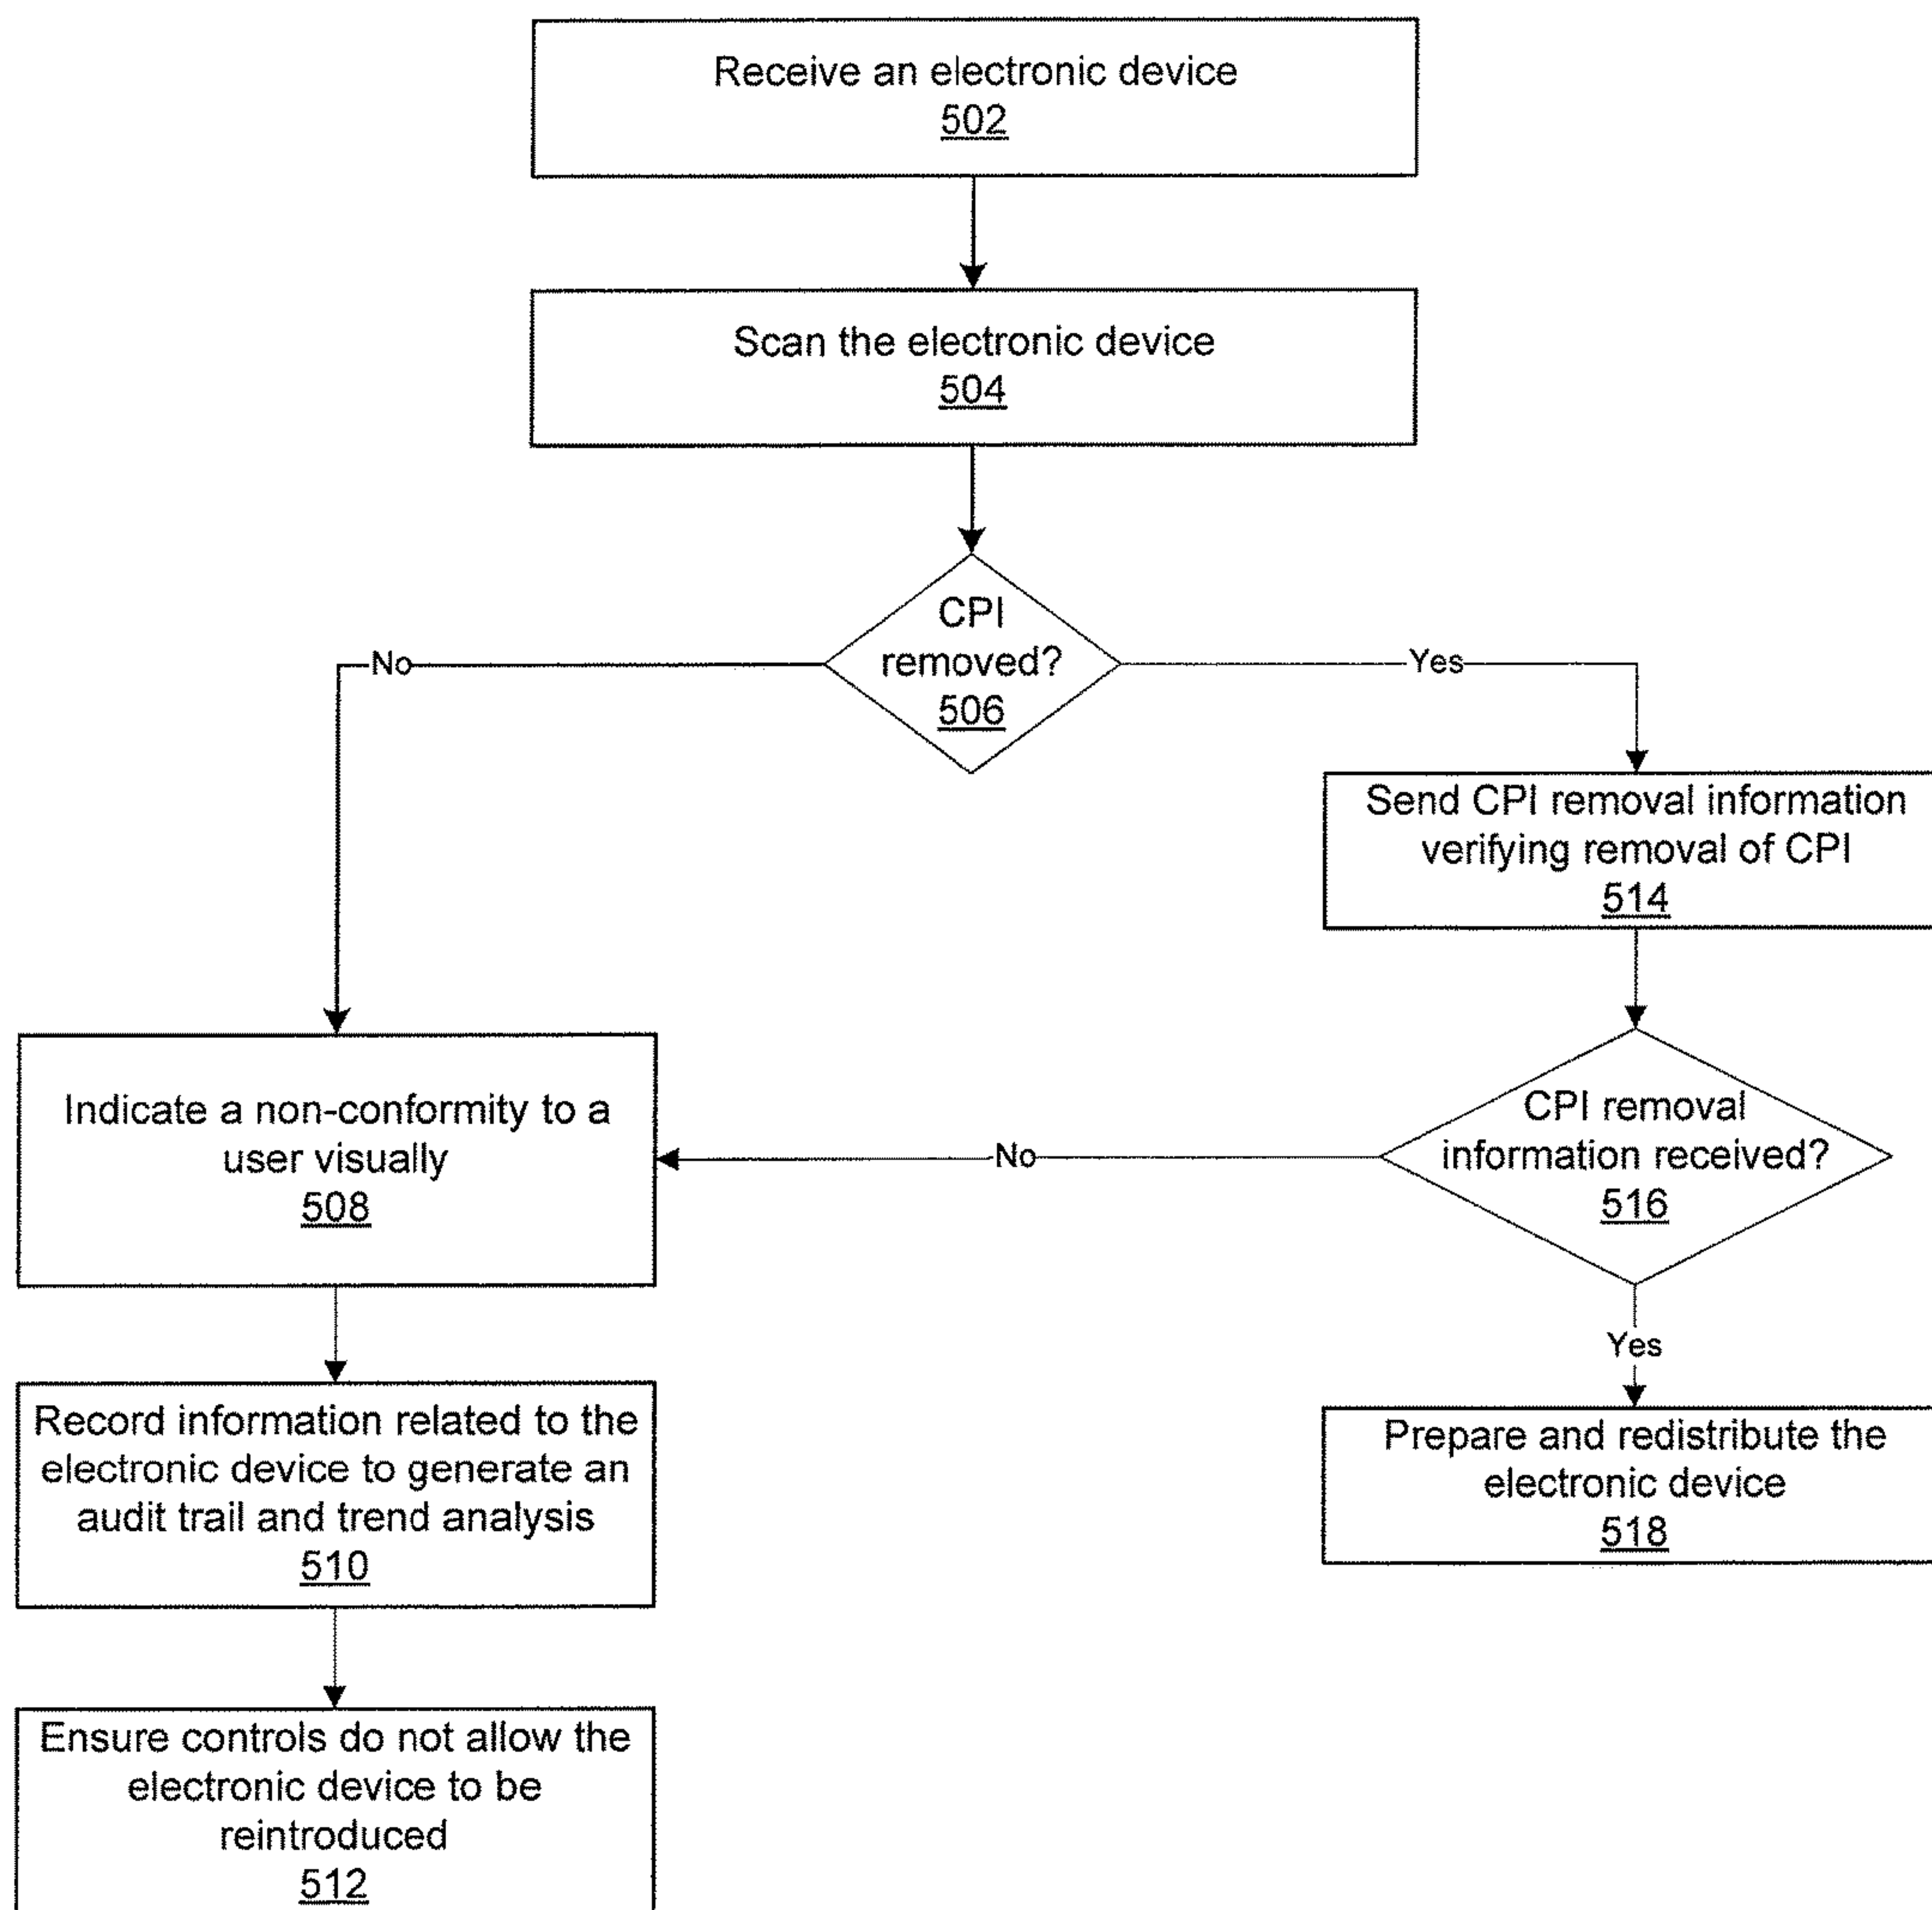 Receive an electronic device
502
Scan the electronic device
504
CPI
removed?
506
No
Yes
Send CPI removal information
verifying removal of CPI
514
Indicate a non-conformity to a
user visually
508
No
CPI removal
information received?
516
Yes
Record information related to the
electronic device to generate an
audit trail and trend analysis
510
Prepare and redistribute the
electronic device
518
Ensure controls do not allow the
electronic device to be
reintroduced
512